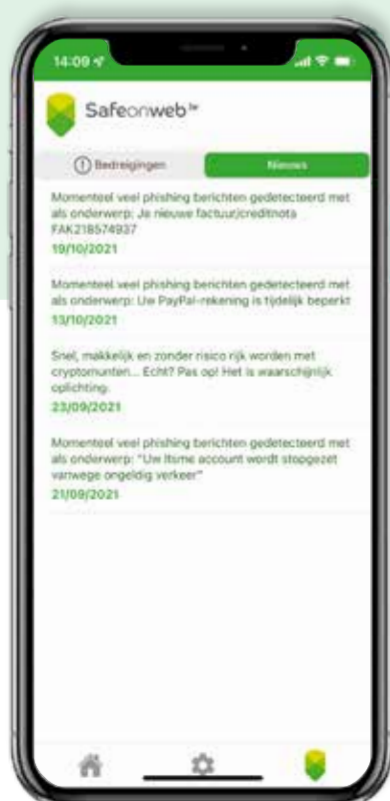 14:09
Safeonweb.be
Bedreigingen
Nieuws
Momenteel veel phishing berichten gedetecteerd met
als onderwerp: Je nieuwe factuur/creditnota
FAK218574937
19/10/2021
Momenteel veel phishing berichten gedetecteerd met
als onderwerp: Uw PayPal-rekening is tijdelijk beperkt
13/10/2021
Snel, makkelijk en zonder risico rijk worden met
cryptomunten... Echt? Pas op! Het is waarschijnlijk
oplichting.
23/09/2021
Momenteel veel phishing berichten gedetecteerd met
als onderwerp: "Uw Itsme account wordt stopgezet
vanwege ongeldig verkeer"
21/09/2021